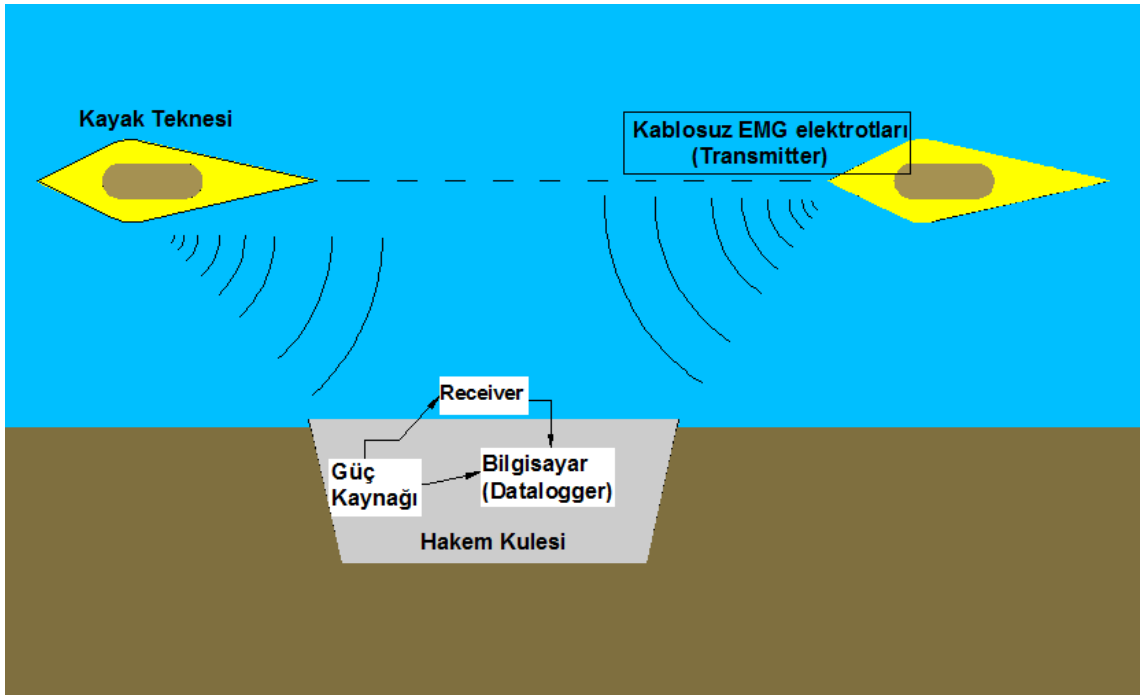 Kayak Teknesi
Kablosuz EMG elektrotları
(Transmitter)
Receiver
Güç
Kaynağı
Bilgisayar
(Datalogger)
Hakem Kulesi